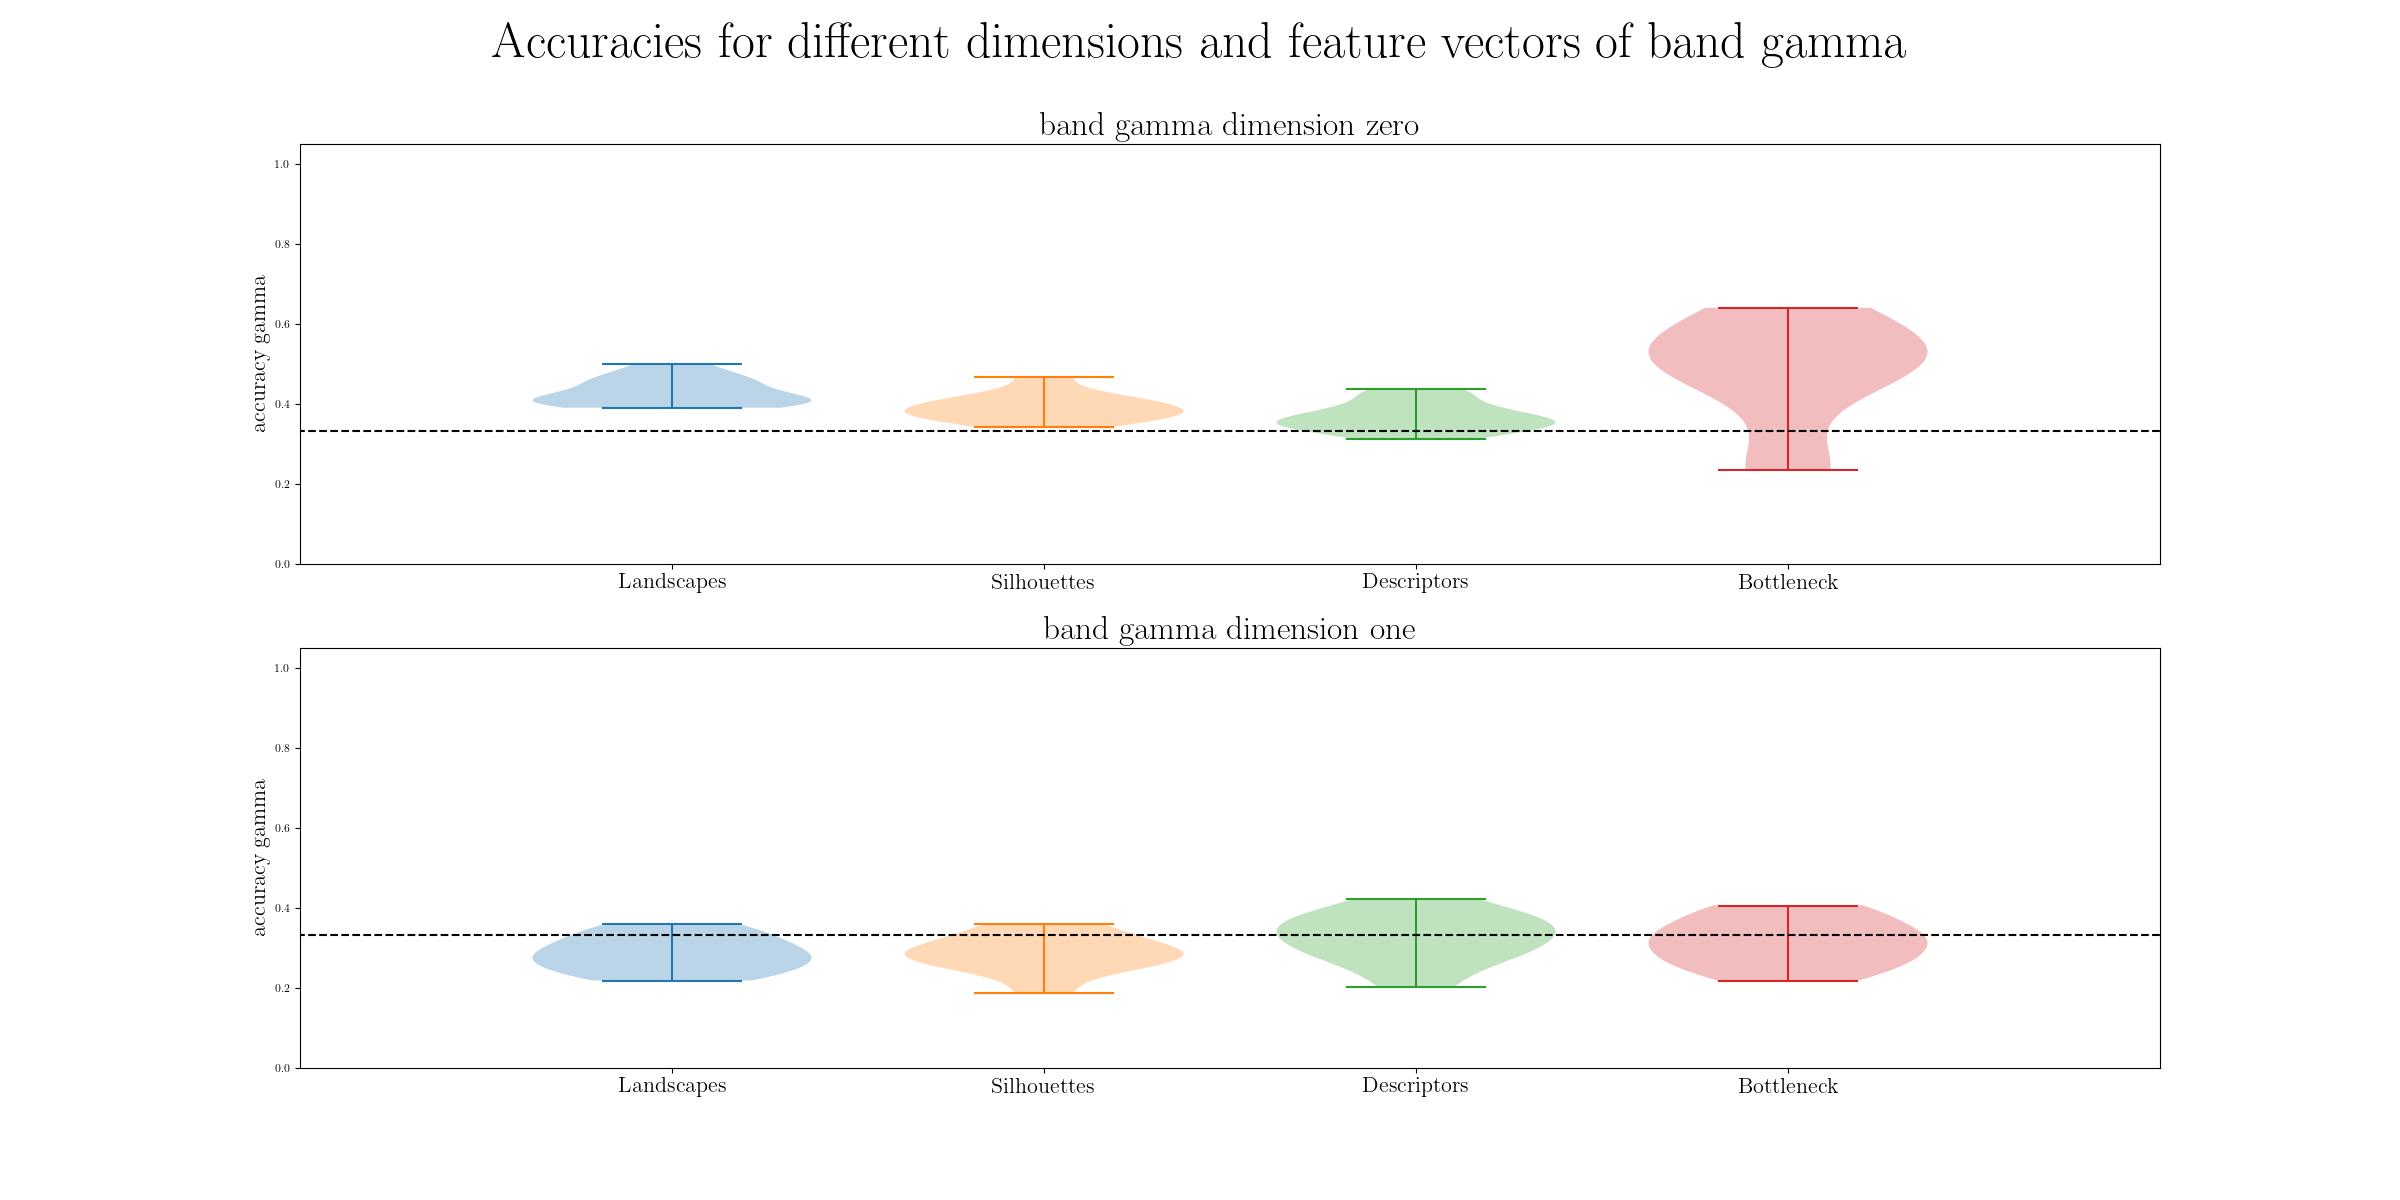 Accuracies for different dimensions and feature vectors of band gamma
band gamma dimension zero
1.0
0.8
0.6
0.4
0.2
0.0
accuracy gamma
Landscapes Silhouettes Descriptors Bottleneck
band gamma dimension one
1.0
0.8
0.6
0.4
0.2
0.0
accuracy gamma
Landscapes Silhouettes Descriptors Bottleneck